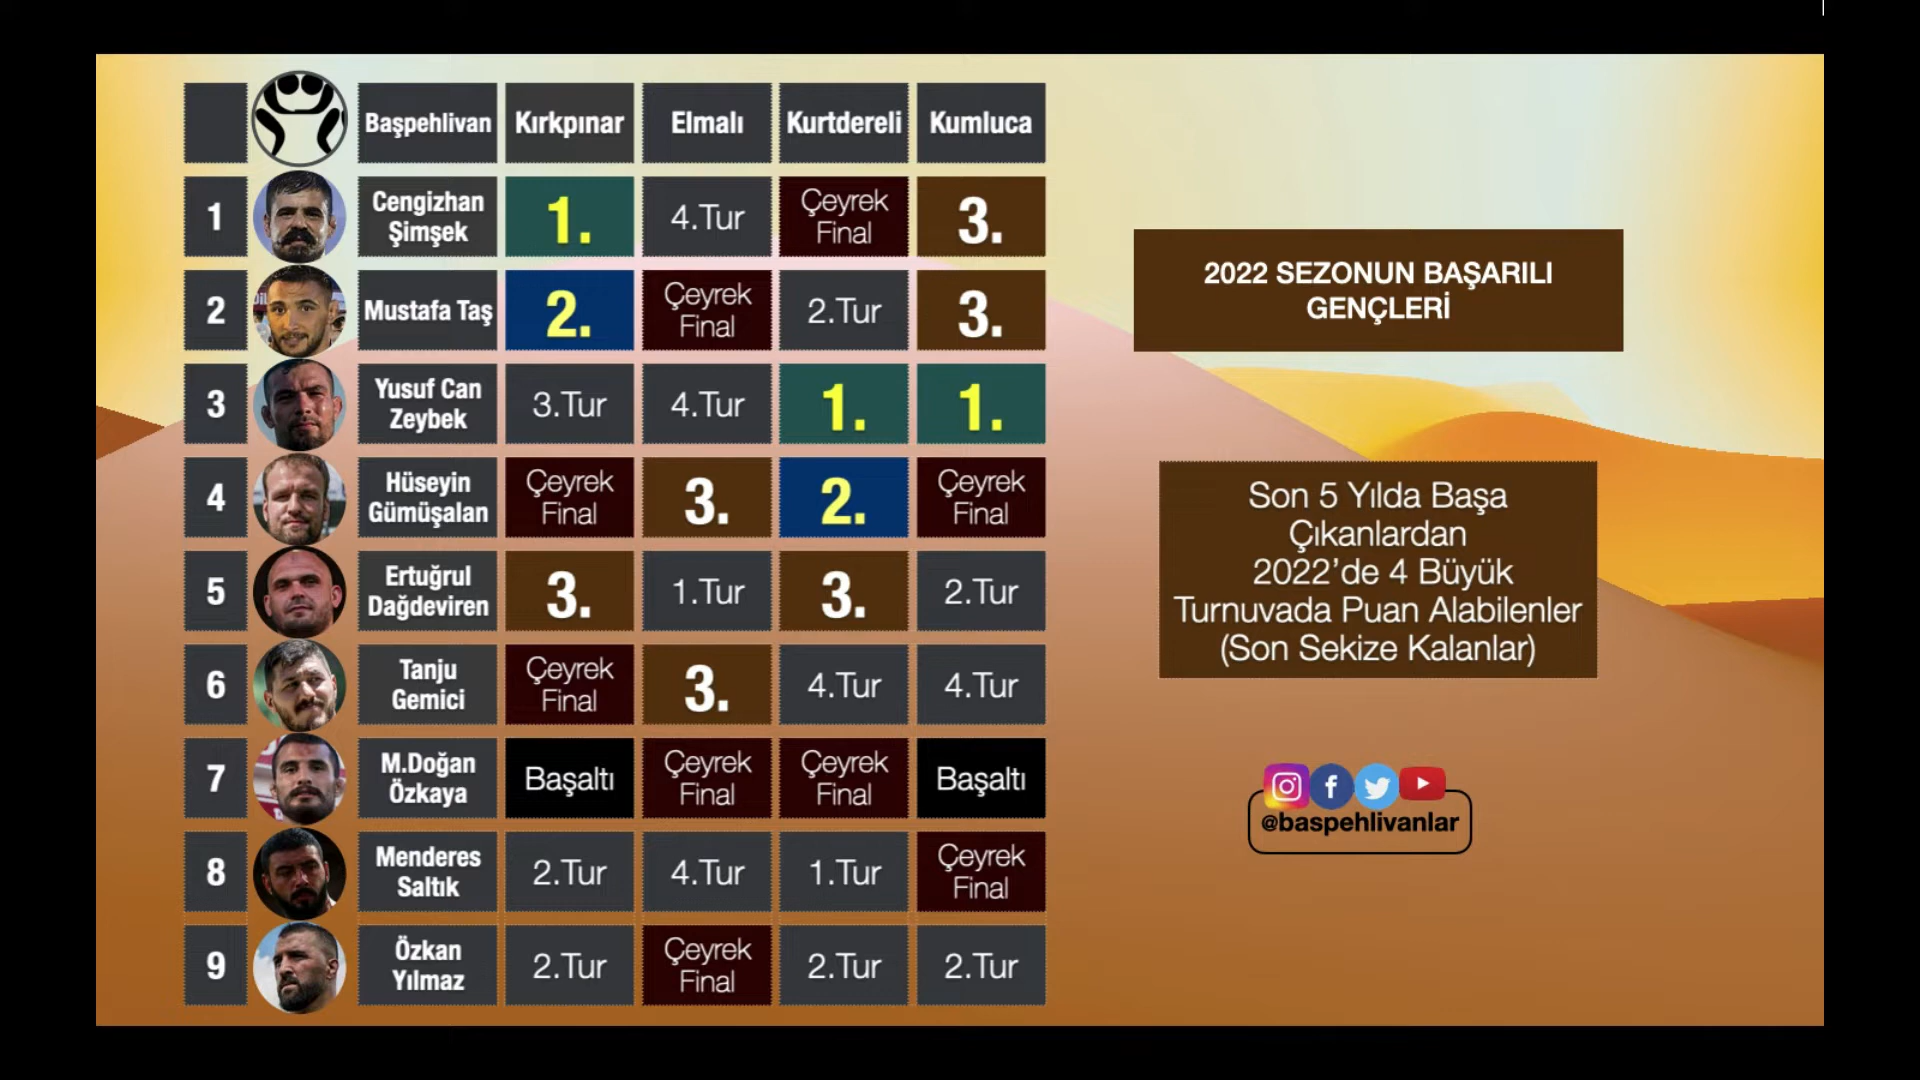 Başpehlivan Kırkpınar Elmalı Kurtdereli Kumluca
1 Cengizhan Şimşek 1. 4.Tur Çeyrek Final 3.
2 Mustafa Taş 2. Çeyrek Final 2.Tur 3.
3 Yusuf Can Zeybek 3.Tur 4.Tur 1. 1.
4 Hüseyin Gümüşalan Çeyrek Final 3. 2. Çeyrek Final
5 Ertuğrul Dağdeviren 3. 1.Tur 3. 2.Tur
6 Tanju Gemici Çeyrek Final 3. 4.Tur 4.Tur
7 M.Doğan Özkaya Başaltı Çeyrek Final Çeyrek Final Başaltı
8 Menderes Saltık 2.Tur 4.Tur 1.Tur Çeyrek Final
9 Özkan Yılmaz 2.Tur Çeyrek Final 2.Tur 2.Tur
2022 SEZONUN BAŞARILI
GENÇLERİ
Son 5 Yılda Başa
Çıkanlardan
2022’de 4 Büyük
Turnuvada Puan Alabilenler
(Son Sekize Kalanlar)
@baspehlivanlar